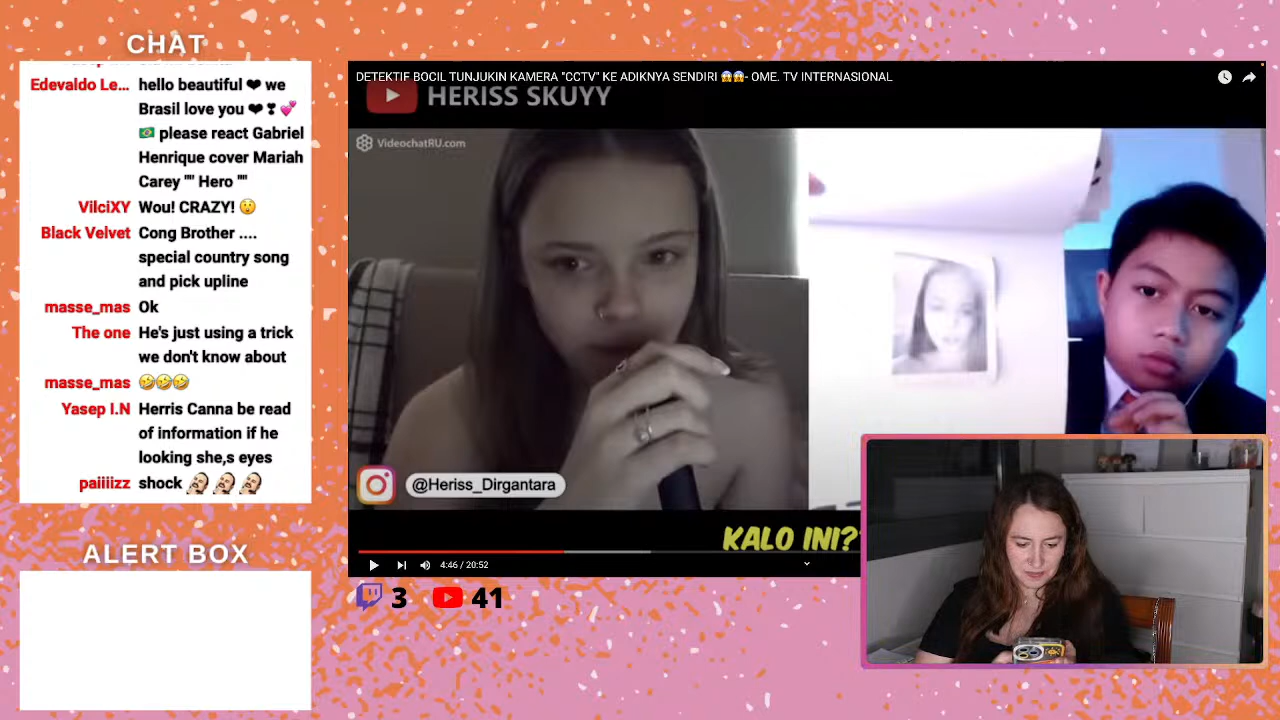 CHAT
Edevaldo Le... hello beautiful ❤ we
Brasil love you ❤❣💕
🇧🇷 please react Gabriel
Henrique cover Mariah
Carey "" Hero ""
VilciXY Wou! CRAZY! 😲
Black Velvet Cong Brother ....
special country song
and pick upline
masse_mas Ok
The one He's just using a trick
we don't know about
masse_mas 🤣🤣🤣
Yasep I.N Herris Canna be read
of information if he
looking she,s eyes
paiiiizz shock
ALERT BOX
DETEKTIF BOCIL TUNJUKIN KAMERA "CCTV" KE ADIKNYA SENDIRI 😱😱- OME. TV INTERNASIONAL
HERISS SKUYY
VideochatRU.com
@Heriss_Dirgantara
KALO INI?
4:46 / 20:52
3
41